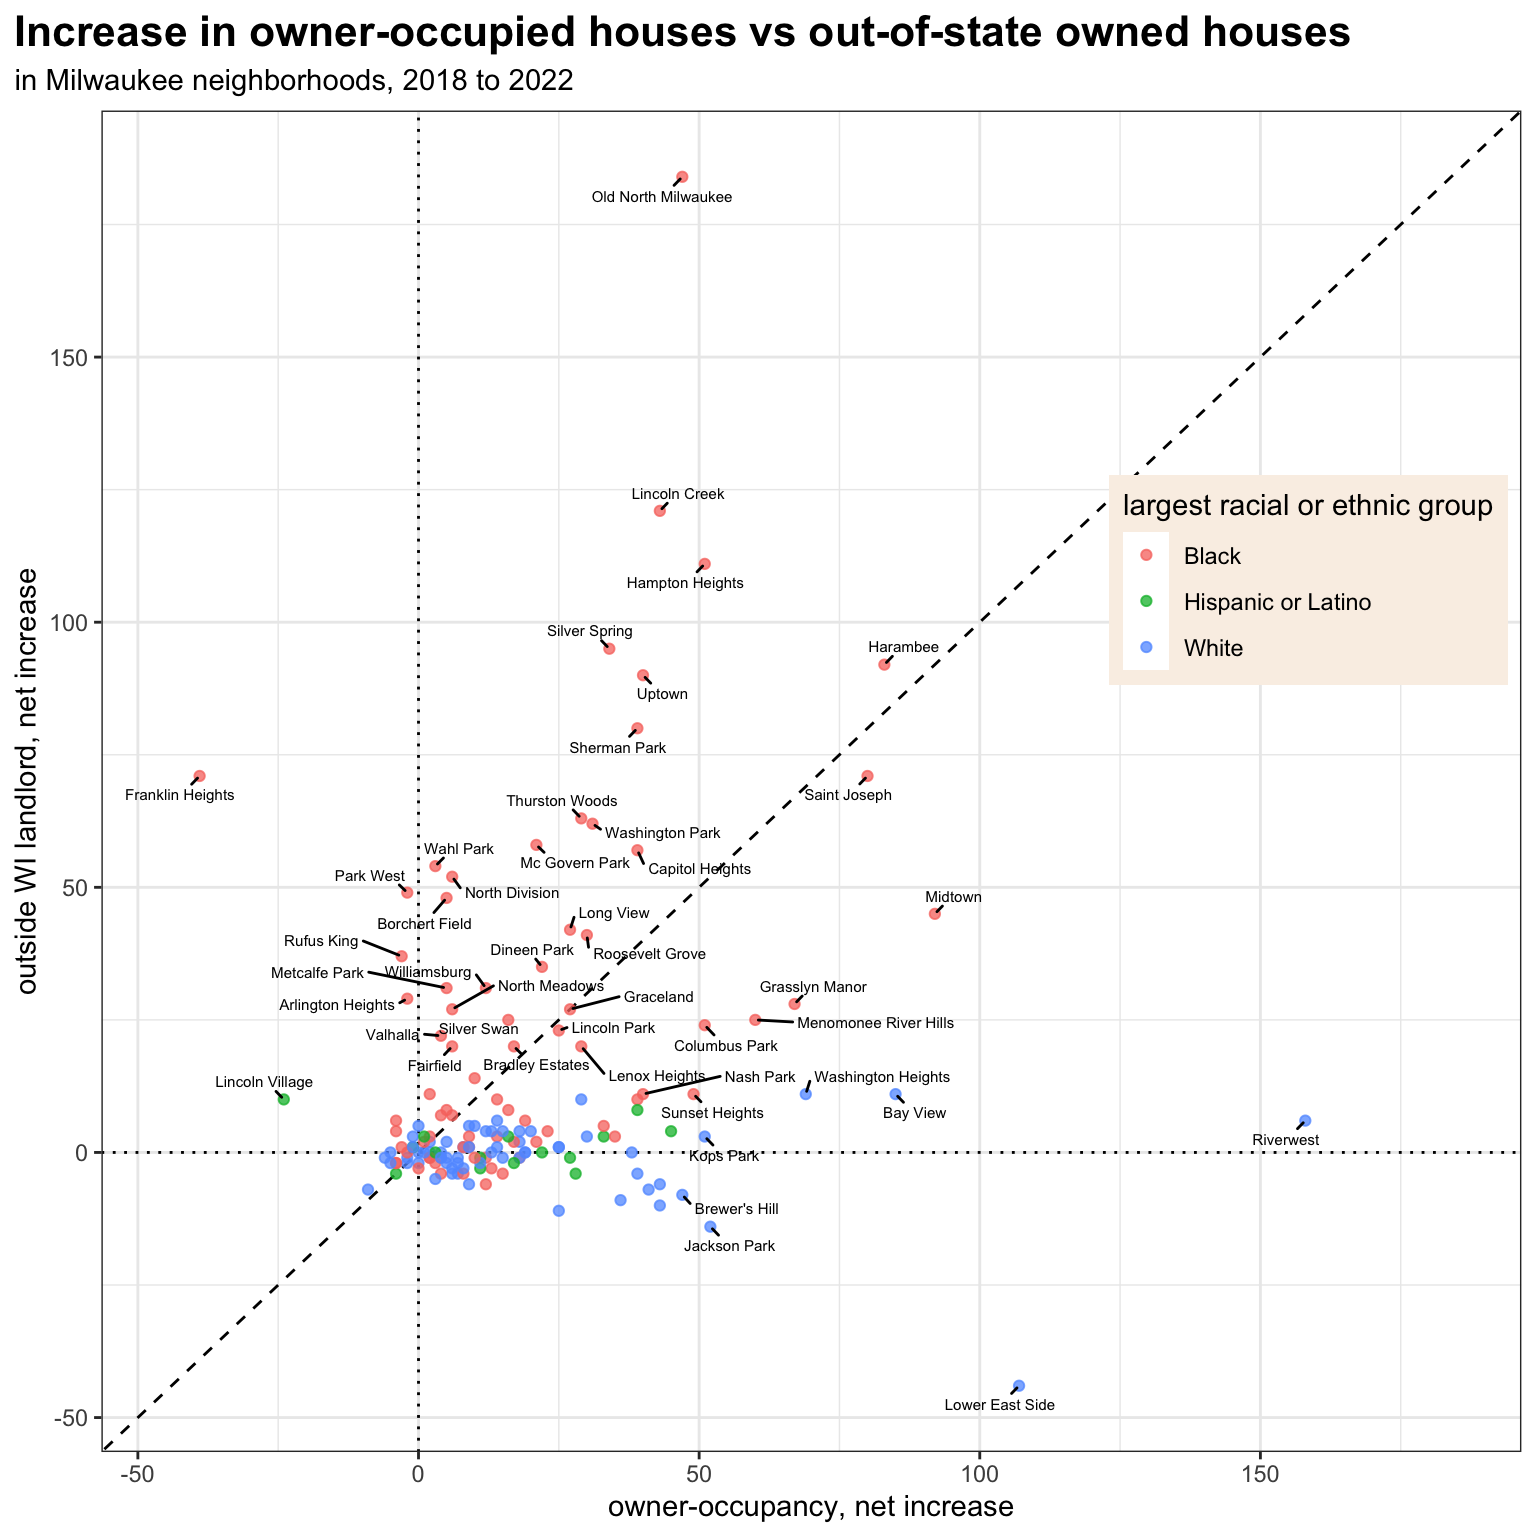 Increase in owner-occupied houses vs out-of-state owned houses
in Milwaukee neighborhoods, 2018 to 2022
Old North Milwaukee
150
Lincoln Creek
largest racial or ethnic group
Black
Hispanic or Latino
White
Hampton Heights
100
Silver Spring
Harambee
Uptown
Sherman Park
Franklin Heights
Saint Joseph
Thurston Woods
Washington Park
Wahl Park
Mc Govern Park
Capitol Heights
Park West
50
North Division
Midtown
Borchert Field
Long View
Rufus King
Dineen Park
Roosevelt Grove
Metcalfe Park
Williamsburg
North Meadows
Grasslyn Manor
Graceland
Arlington Heights
Menomonee River Hills
Valhalla
Silver Swan
Lincoln Park
Columbus Park
Fairfield
Bradley Estates
Lenox Heights
Nash Park
Washington Heights
Lincoln Village
Sunset Heights
Bay View
Riverwest
0
Kops Park
Brewer's Hill
Jackson Park
Lower East Side
-50
outside WI landlord, net increase
-50
0
50
100
150
owner-occupancy, net increase